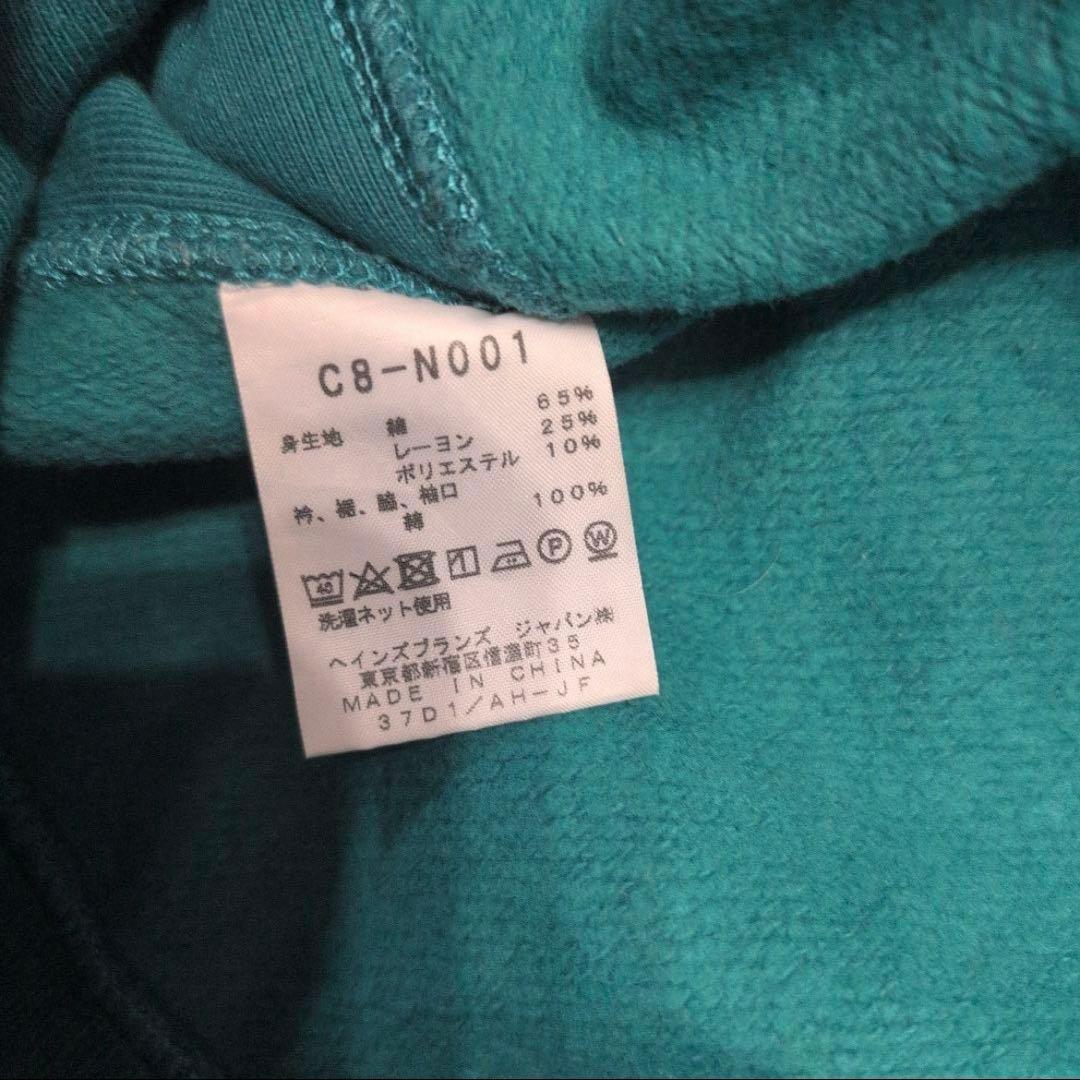 C8-N001
身生地 綿 65%
レーヨン 25%
ポリエステル 10%
衿、裾、脇、袖口
綿 100%
40 P W
洗濯ネット使用
ヘインズブランズ ジャパン㈱
東京都新宿区信濃町35
MADE IN CHINA
37D1/AH-JF